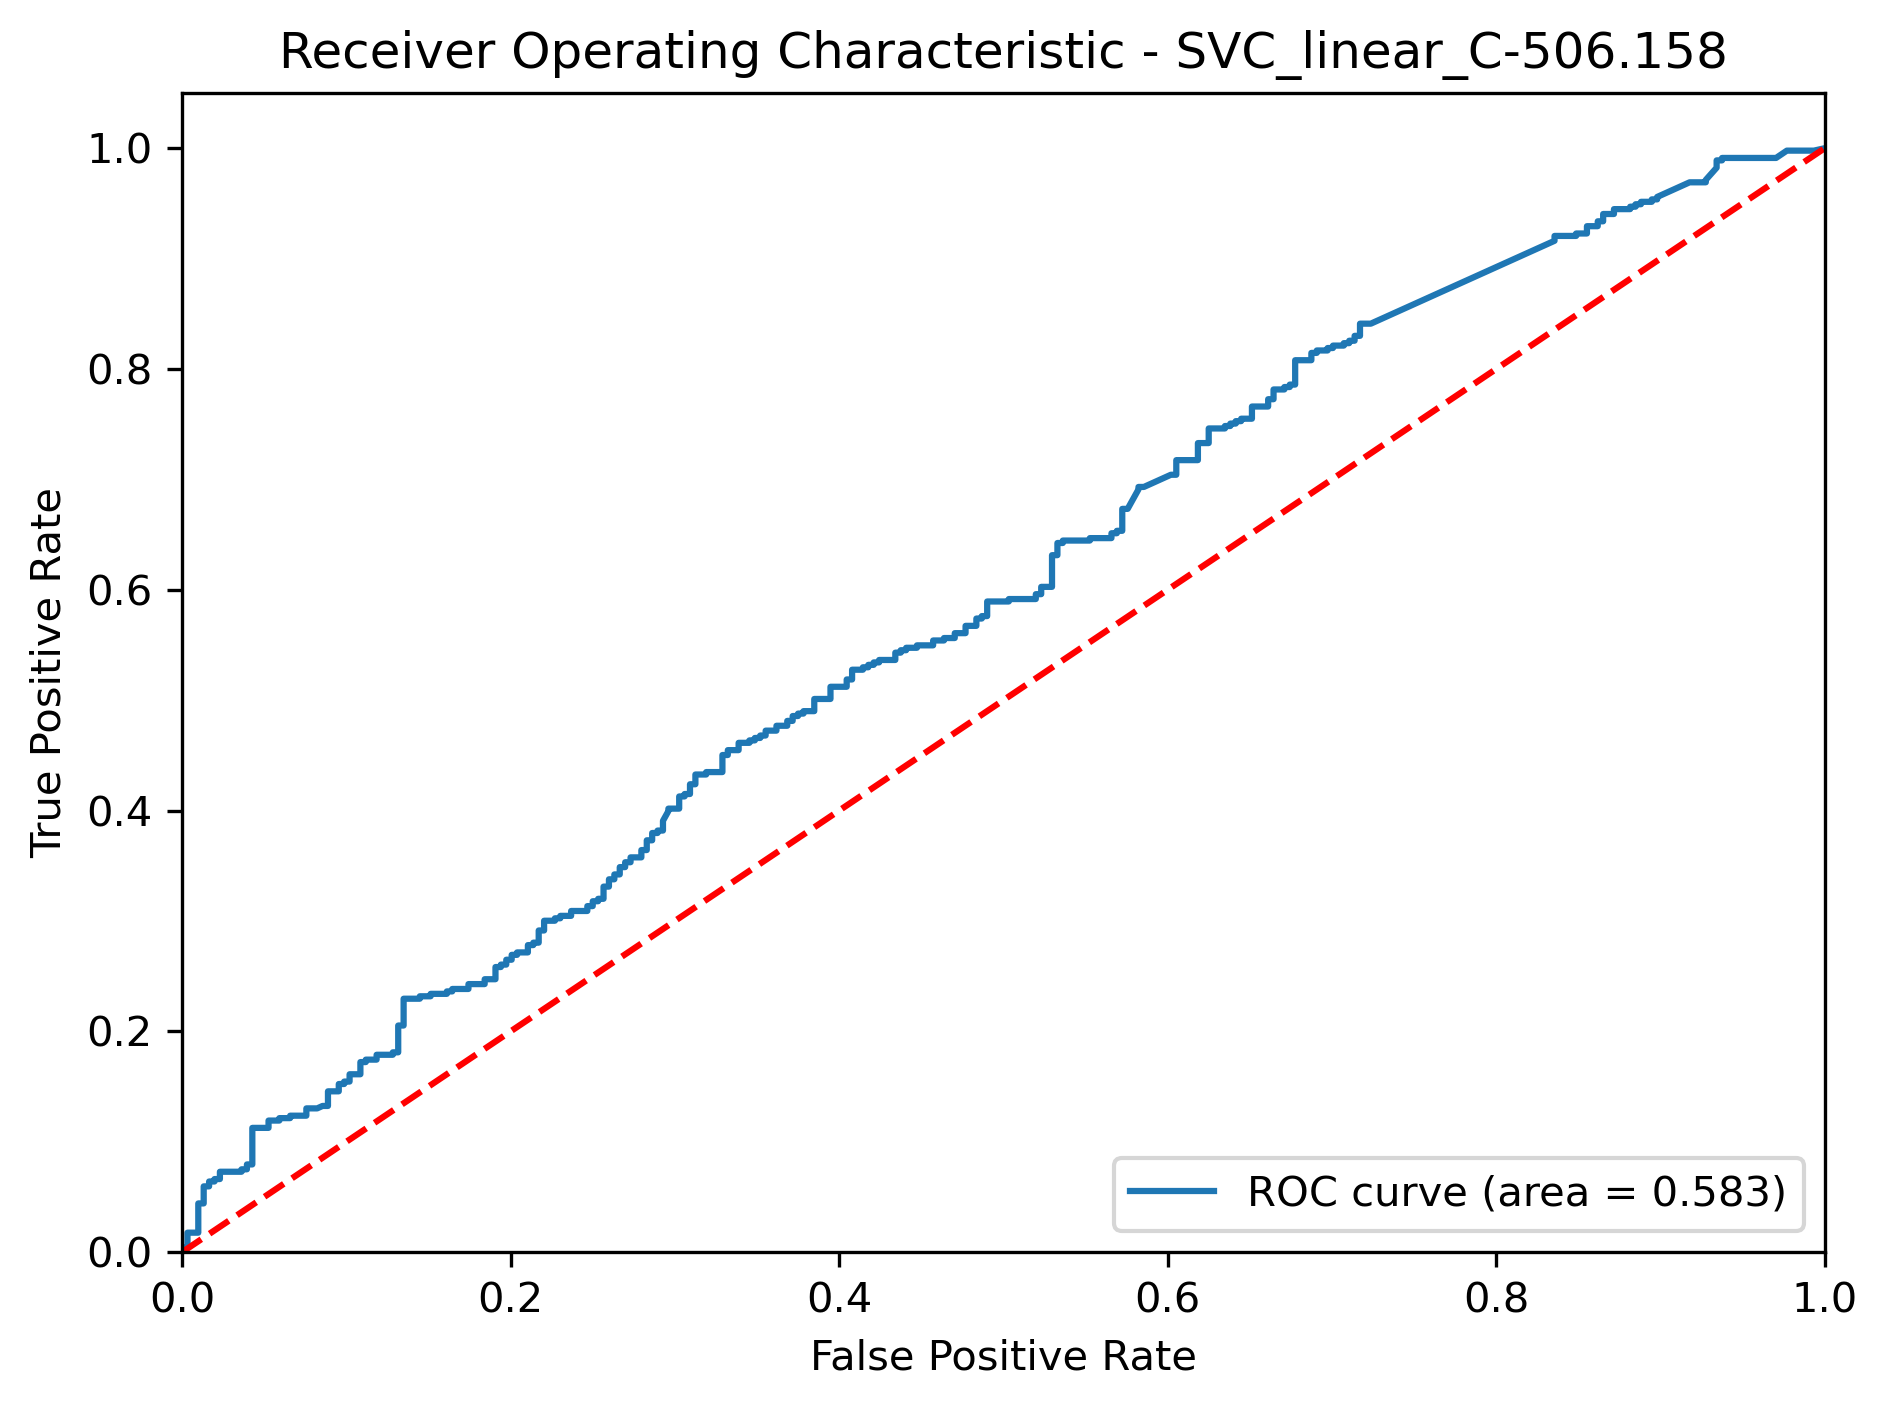 Receiver Operating Characteristic - SVC_linear_C-506.158
1.0
0.8
0.6
0.4
0.2
0.0
True Positive Rate
ROC curve (area = 0.583)
0.0 0.2 0.4 0.6 0.8 1.0
False Positive Rate